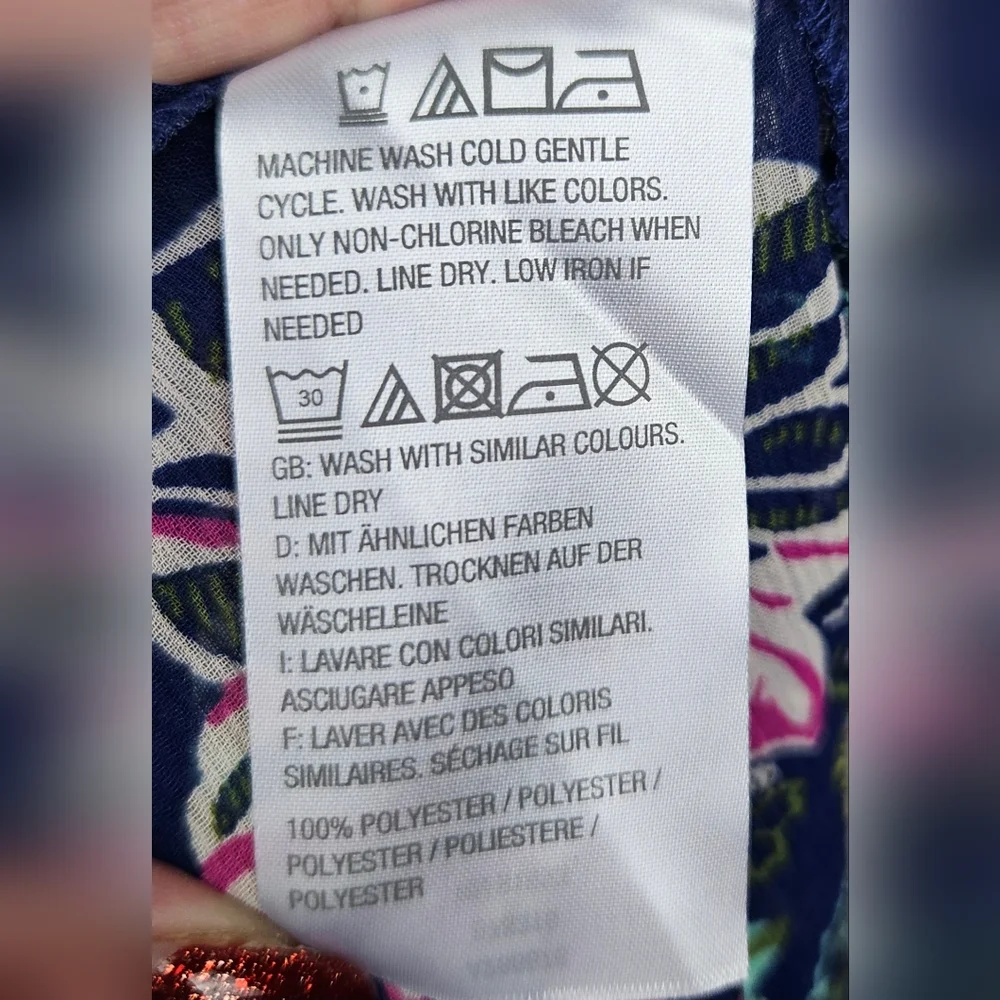 MACHINE WASH COLD GENTLE
CYCLE. WASH WITH LIKE COLORS.
ONLY NON-CHLORINE BLEACH WHEN
NEEDED. LINE DRY. LOW IRON IF
NEEDED
30
GB: WASH WITH SIMILAR COLOURS.
LINE DRY
D: MIT ÄHNLICHEN FARBEN
WASCHEN. TROCKNEN AUF DER
WÄSCHELEINE
I: LAVARE CON COLORI SIMILARI.
ASCIUGARE APPESO
F: LAVER AVEC DES COLORIS
SIMILAIRES. SÉCHAGE SUR FIL
100% POLYESTER / POLYESTER /
POLYESTER / POLIESTERE /
POLYESTER